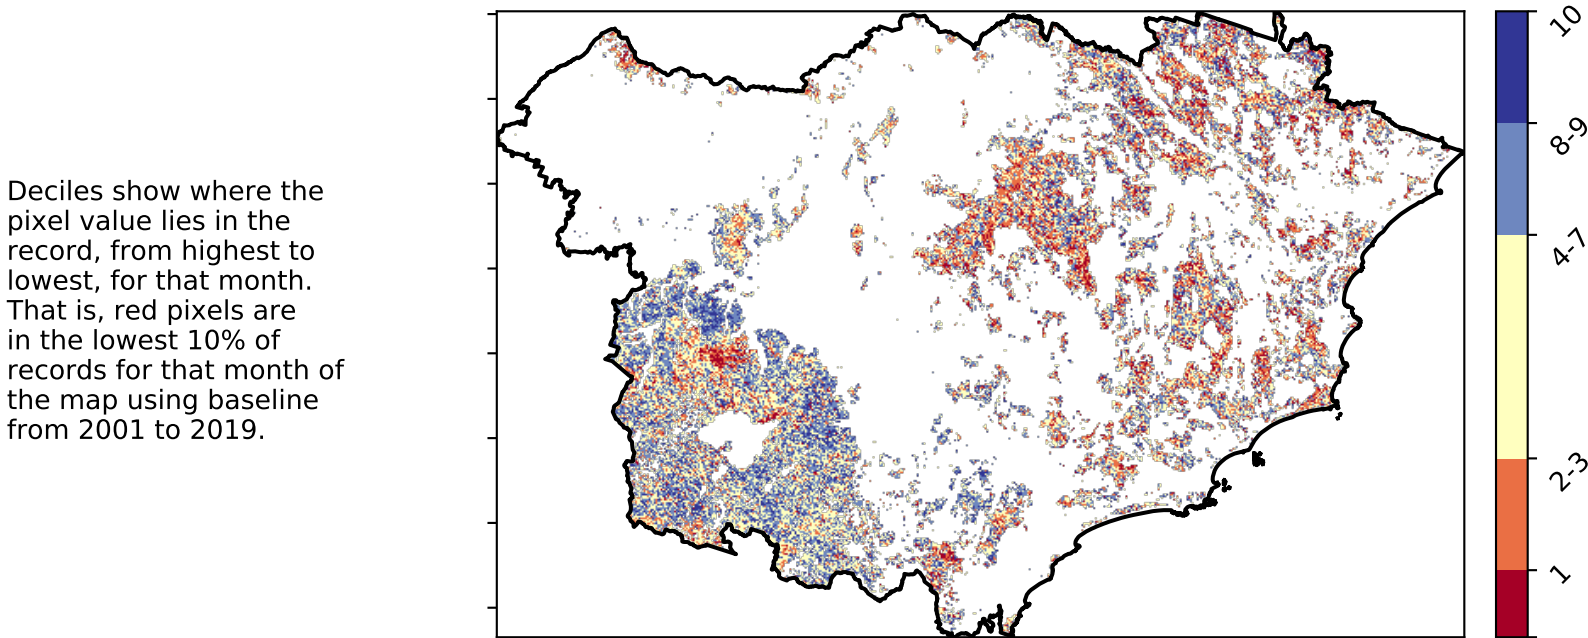 Deciles show where the
pixel value lies in the
record, from highest to
lowest, for that month.
That is, red pixels are
in the lowest 10% of
records for that month of
the map using baseline
from 2001 to 2019.
10
8-9
4-7
2-3
1